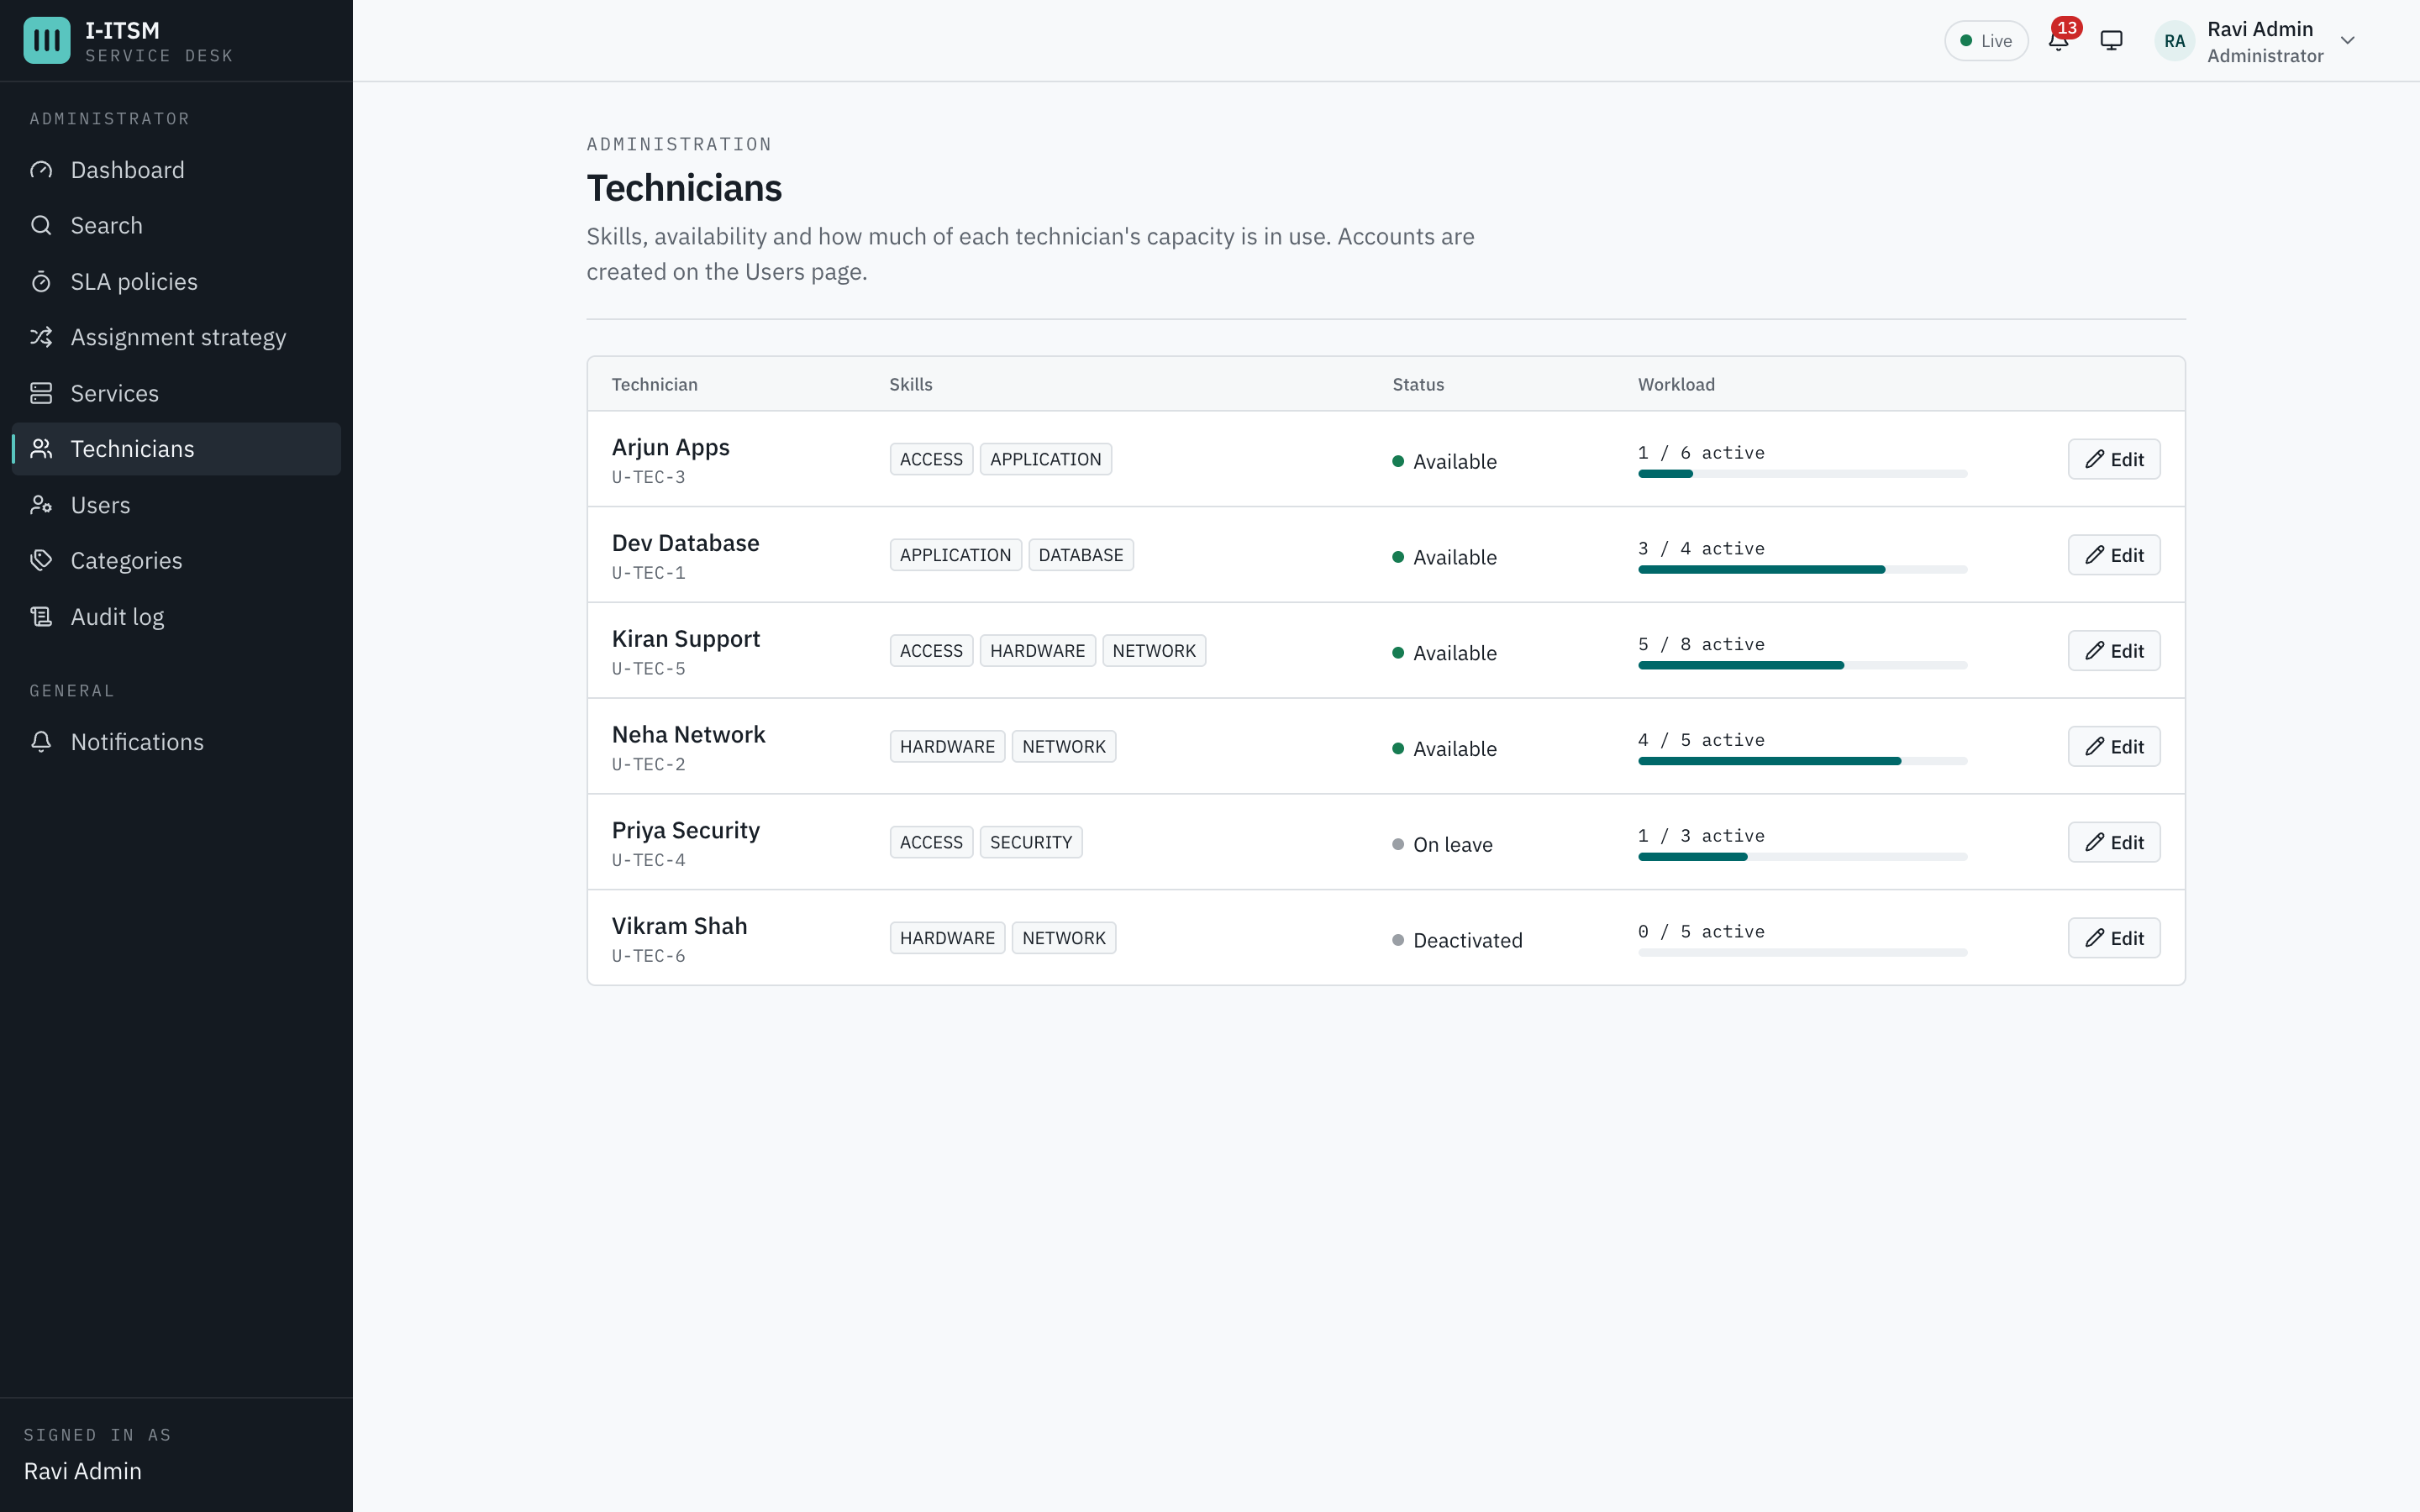 I-ITSM
SERVICE DESK
ADMINISTRATOR
Dashboard
Search
SLA policies
Assignment strategy
Services
Technicians
Users
Categories
Audit log
GENERAL
Notifications
SIGNED IN AS
Ravi Admin
Live
13
RA
Ravi Admin
Administrator
ADMINISTRATION
Technicians
Skills, availability and how much of each technician's capacity is in use. Accounts are
created on the Users page.
Technician Skills Status Workload
Arjun Apps
U-TEC-3
ACCESS APPLICATION
Available
1 / 6 active
Edit
Dev Database
U-TEC-1
APPLICATION DATABASE
Available
3 / 4 active
Edit
Kiran Support
U-TEC-5
ACCESS HARDWARE NETWORK
Available
5 / 8 active
Edit
Neha Network
U-TEC-2
HARDWARE NETWORK
Available
4 / 5 active
Edit
Priya Security
U-TEC-4
ACCESS SECURITY
On leave
1 / 3 active
Edit
Vikram Shah
U-TEC-6
HARDWARE NETWORK
Deactivated
0 / 5 active
Edit